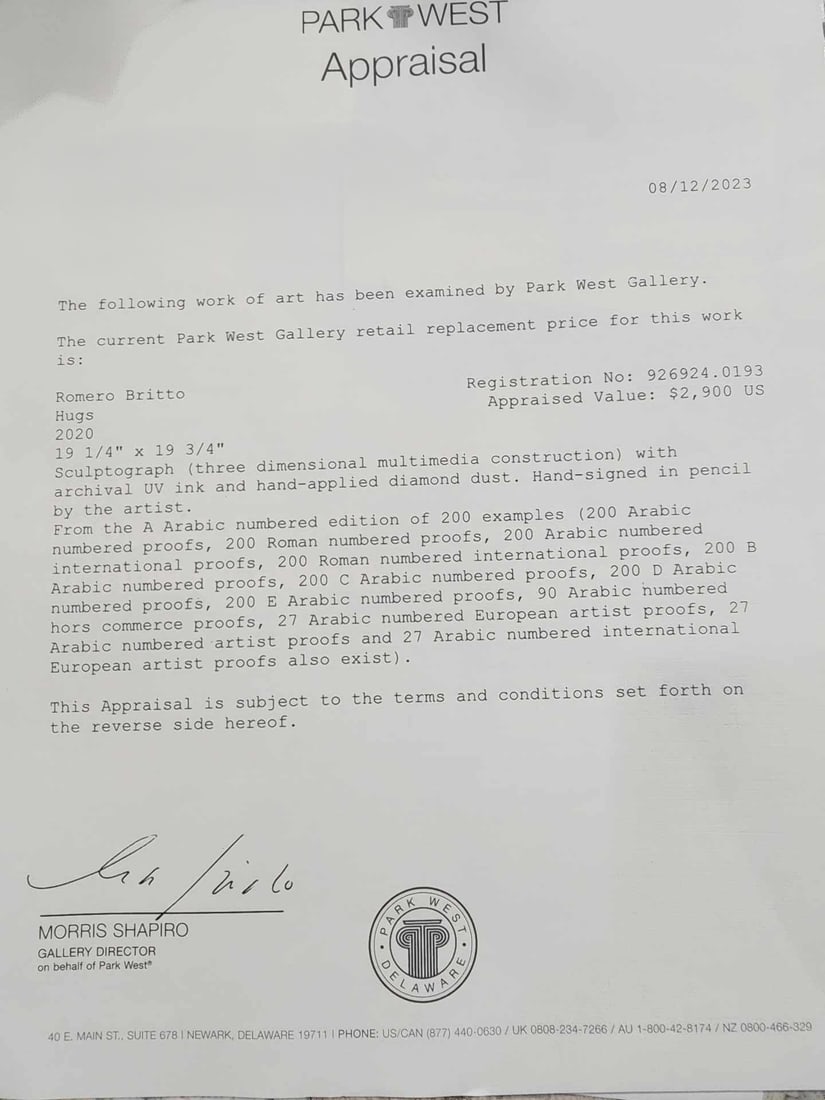 PARK WEST
Appraisal
08/12/2023
The following work of art has been examined by Park West Gallery.
The current Park West Gallery retail replacement price for this work
is:
Romero Britto
Registration No: 926924.0193
Hugs
Appraised Value: $2,900 US
2020
19 1/4" x 19 3/4"
Sculptograph (three dimensional multimedia construction) with
archival UV ink and hand-applied diamond dust. Hand-signed in pencil
by the artist.
From the A Arabic numbered edition of 200 examples (200 Arabic
numbered proofs, 200 Roman numbered proofs, 200 Arabic numbered
international proofs, 200 Roman numbered international proofs, 200 B
Arabic numbered proofs, 200 C Arabic numbered proofs, 200 D Arabic
numbered proofs, 200 E Arabic numbered proofs, 90 Arabic numbered
hors commerce proofs, 27 Arabic numbered European artist proofs, 27
Arabic numbered artist proofs and 27 Arabic numbered international
European artist proofs also exist).
This Appraisal is subject to the terms and conditions set forth on
the reverse side hereof.
MORRIS SHAPIRO
GALLERY DIRECTOR
on behalf of Park West®
PARK WEST
DELAWARE
40 E. MAIN ST., SUITE 678 | NEWARK, DELAWARE 19711 | PHONE: US/CAN (877) 440-0630 / UK 0808-234-7266 / AU 1-800-42-8174 / NZ 0800-466-329